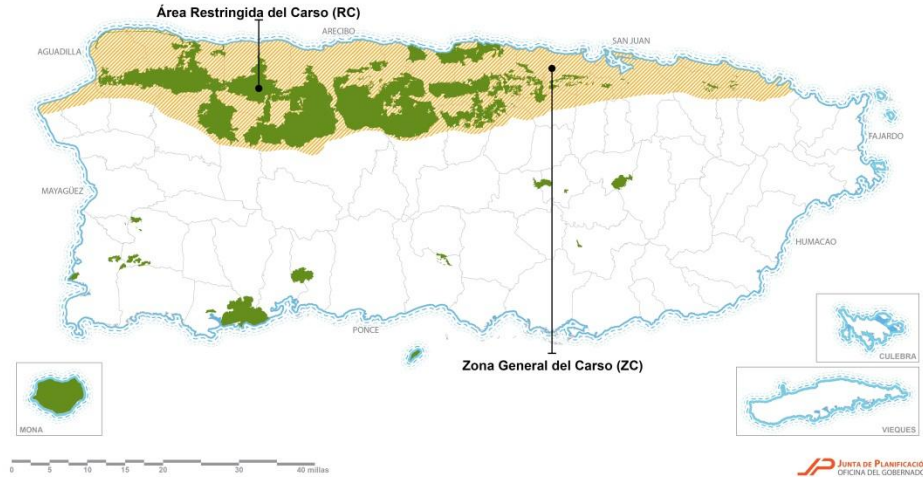 Área Restringida del Carso (RC)
ARECIBO
AGUADILLA
SAN JUAN
FAJARDO
MAYAGÜEZ
HUMACAO
PONCE
Zona General del Carso (ZC)
CULEBRA
MONA
VIEQUES
0 5 10 15 20 30 40 millas
JP JUNTA DE PLANIFICACIÓ
OFICINA DEL GOBERNADO